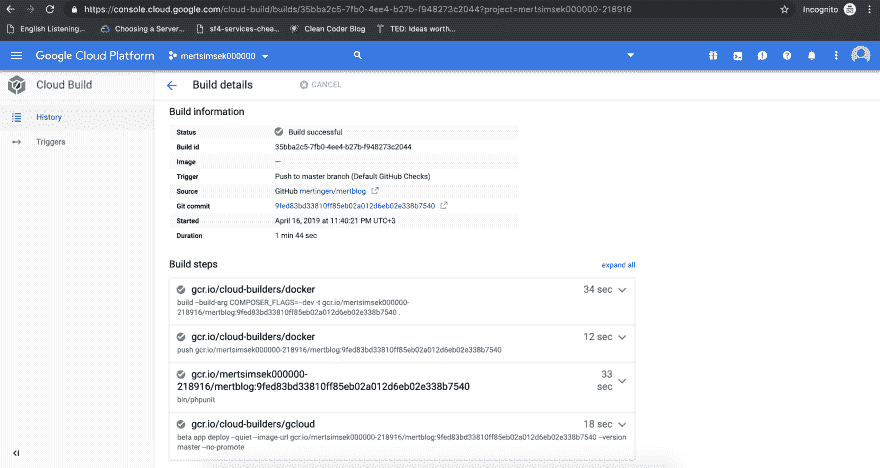 https://console.cloud.google.com/cloud-build/builds/35bba2c5-7fb0-4ee4-b27b-f948273c2044?project=mertsimsek000000-218916
Incognito
English Listening...
Choosing a Server...
sf4-services-chea...
Clean Coder Blog
TED: Ideas worth...
Google Cloud Platform
mertsimsek000000
Cloud Build
Build details
CANCEL
History
Triggers
Build information
Status Build successful
Build id 35bba2c5-7fb0-4ee4-b27b-f948273c2044
Image —
Trigger Push to master branch (Default GitHub Checks)
Source GitHub mertingen/mertblog
Git commit 9fed83bd33810ff85eb02a012d6eb02e338b7540
Started April 16, 2019 at 11:40:21 PM UTC+3
Duration 1 min 44 sec
Build steps
expand all
gcr.io/cloud-builders/docker 34 sec
build --build-arg COMPOSER_FLAGS=--dev -t gcr.io/mertsimsek000000-
218916/mertblog:9fed83bd33810ff85eb02a012d6eb02e338b7540 .
gcr.io/cloud-builders/docker 12 sec
push gcr.io/mertsimsek000000-218916/mertblog:9fed83bd33810ff85eb02a012d6eb02e338b7540
gcr.io/mertsimsek000000- 33
218916/mertblog:9fed83bd33810ff85eb02a012d6eb02e338b7540 sec
bin/phpunit
gcr.io/cloud-builders/gcloud 18 sec
beta app deploy --quiet --image-url gcr.io/mertsimsek000000-218916/mertblog:9fed83bd33810ff85eb02a012d6eb02e338b7540 --version
master --no-promote